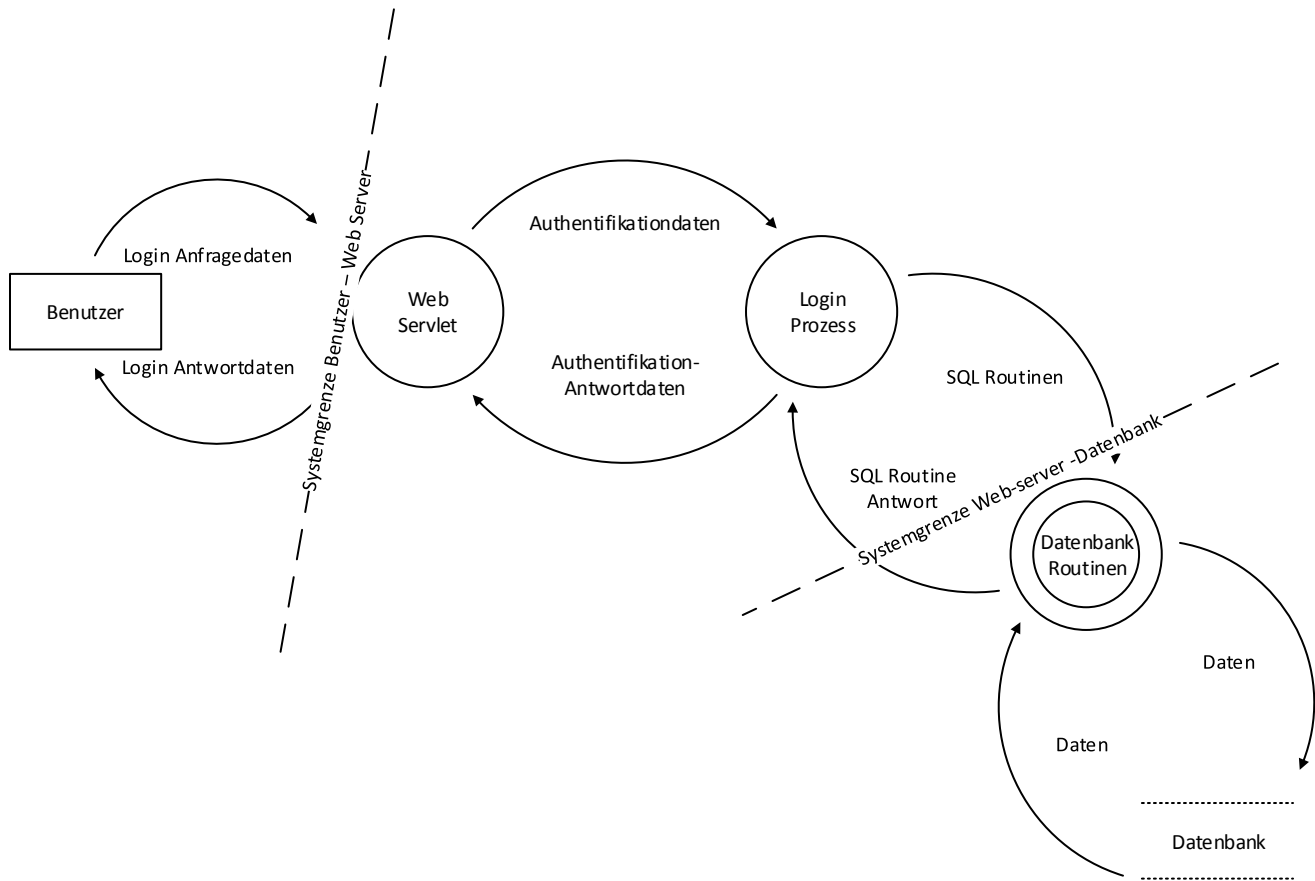 Login Anfragedaten
Benutzer
Login Antwortdaten
Systemgrenze Benutzer – Web Server
Web
Servlet
Authentifikationdaten
Authentifikation-
Antwortdaten
Login
Prozess
SQL Routinen
SQL Routine
Antwort
Systemgrenze Web-server -Datenbank
Datenbank
Routinen
Daten
Daten
Datenbank